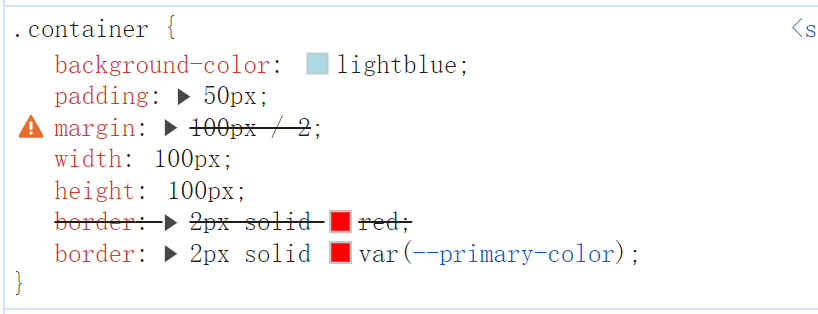 .container {
<s
background-color: lightblue;
padding: ▶ 50px;
margin: ▶ 100px / 2;
width: 100px;
height: 100px;
border: ▶ 2px solid red;
border: ▶ 2px solid var(--primary-color);
}